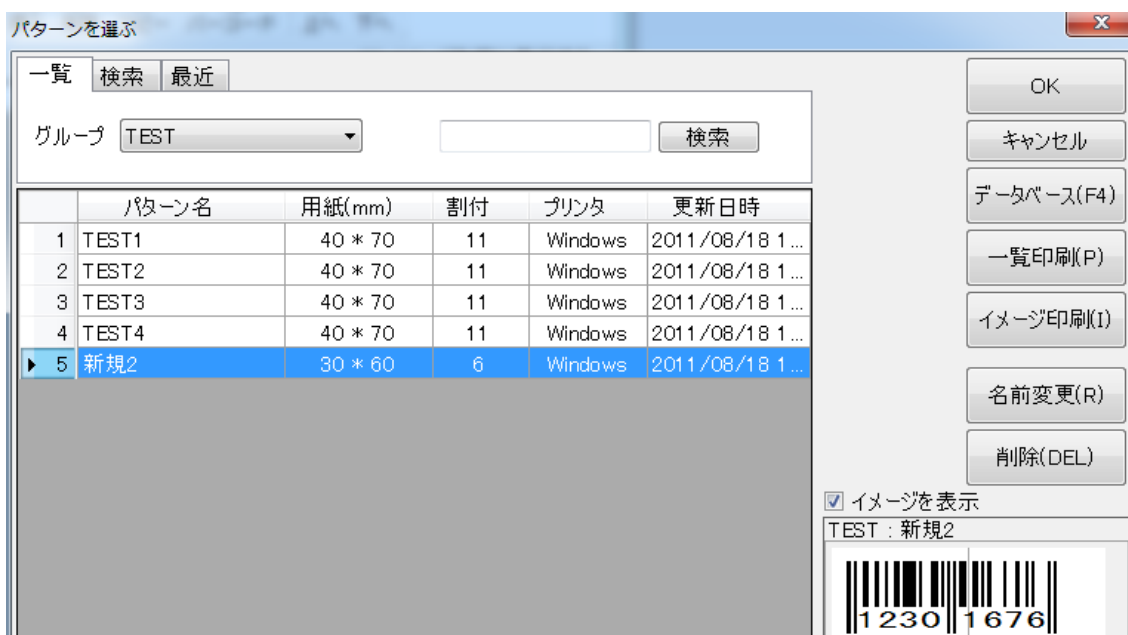 パターンを選ぶ
一覧 検索 最近
グループ TEST 検索
パターン名 用紙(mm) 割付 プリンタ 更新日時
1 TEST1 40 * 70 11 Windows 2011/08/18 1...
2 TEST2 40 * 70 11 Windows 2011/08/18 1...
3 TEST3 40 * 70 11 Windows 2011/08/18 1...
4 TEST4 40 * 70 11 Windows 2011/08/18 1...
5 新規2 30 * 60 6 Windows 2011/08/18 1...
OK
キャンセル
データベース(F4)
一覧印刷(P)
イメージ印刷(I)
名前変更(R)
削除(DEL)
イメージを表示
TEST : 新規2
1230 1676